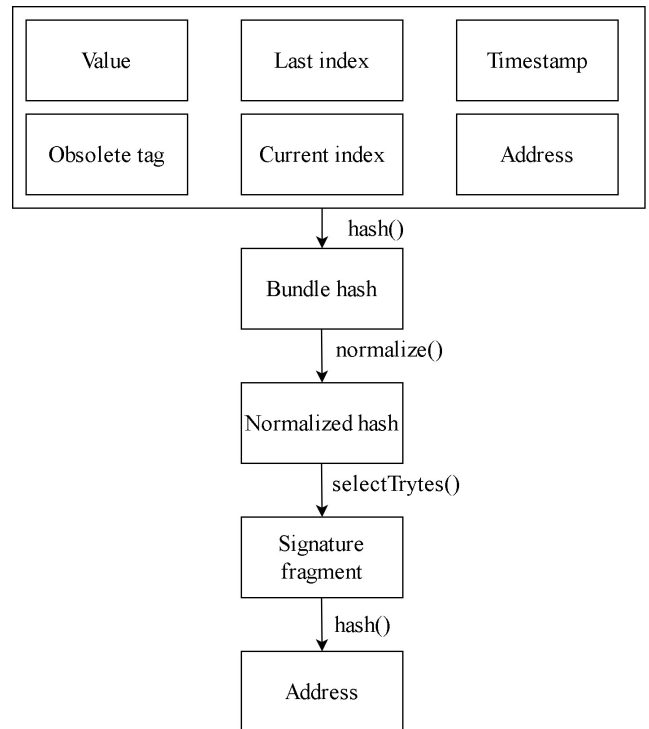 Value
Last index
Timestamp
Obsolete tag
Current index
Address
hash()
Bundle hash
normalize()
Normalized hash
selectTrytes()
Signature
fragment
hash()
Address